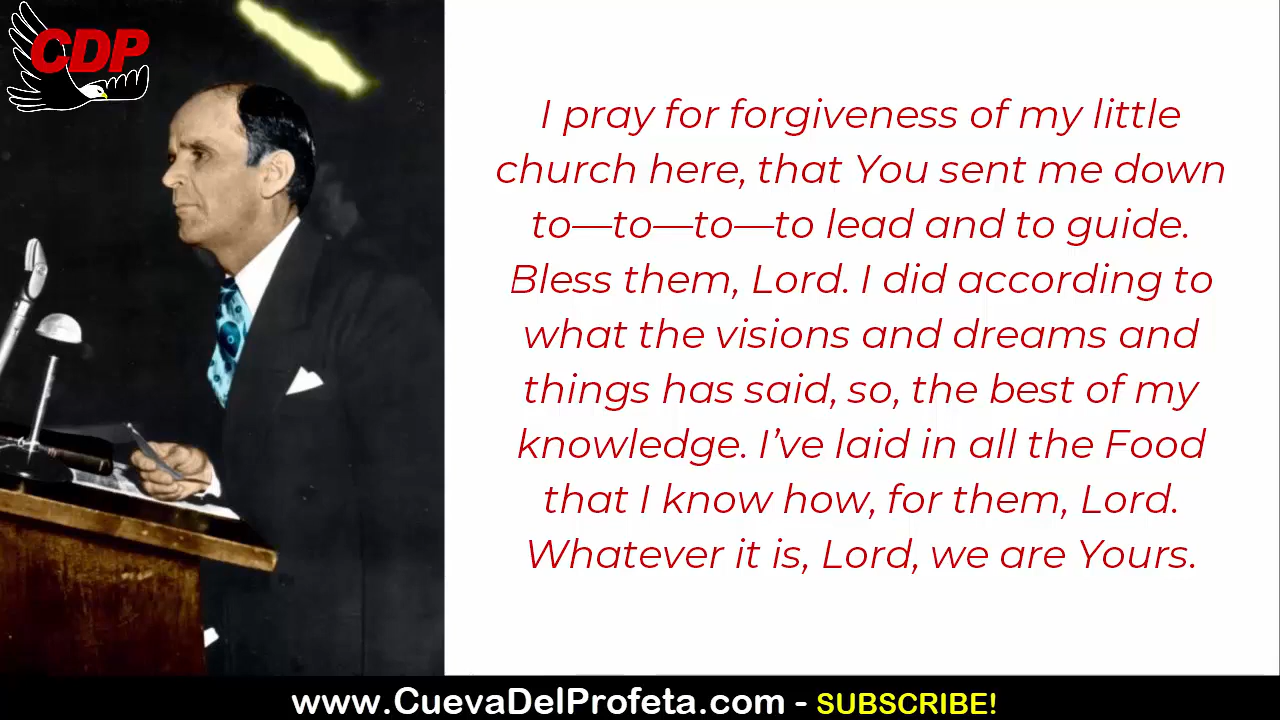 CDP
I pray for forgiveness of my little
church here, that You sent me down
to—to—to—to lead and to guide.
Bless them, Lord. I did according to
what the visions and dreams and
things has said, so, the best of my
knowledge. I’ve laid in all the Food
that I know how, for them, Lord.
Whatever it is, Lord, we are Yours.
www.CuevaDelProfeta.com - SUBSCRIBE!